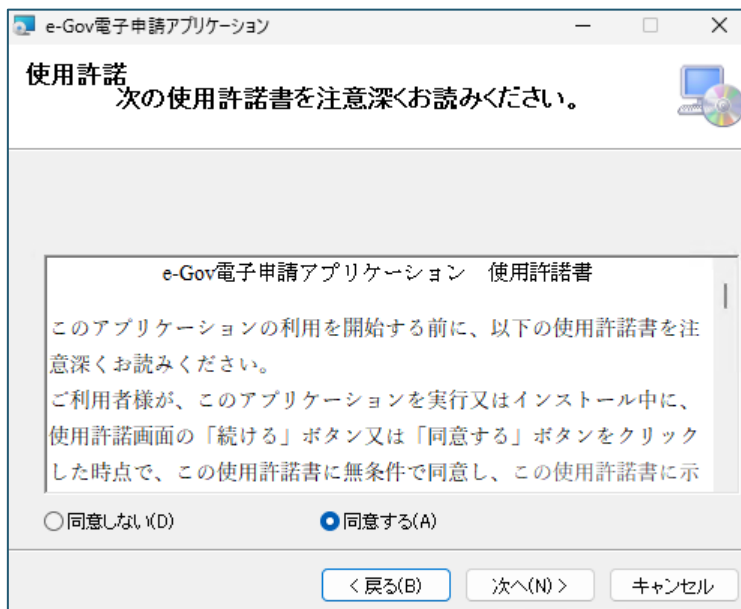 e-Gov電子申請アプリケーション
使用許諾
次の使用許諾書を注意深くお読みください。
e-Gov電子申請アプリケーション　使用許諾書
このアプリケーションの利用を開始する前に、以下の使用許諾書を注
意深くお読みください。
ご利用者様が、このアプリケーションを実行又はインストール中に、
使用許諾画面の「続ける」ボタン又は「同意する」ボタンをクリック
した時点で、この使用許諾書に無条件で同意し、この使用許諾書に示
同意しない(D)　同意する(A)
< 戻る(B)　次へ(N) >　キャンセル